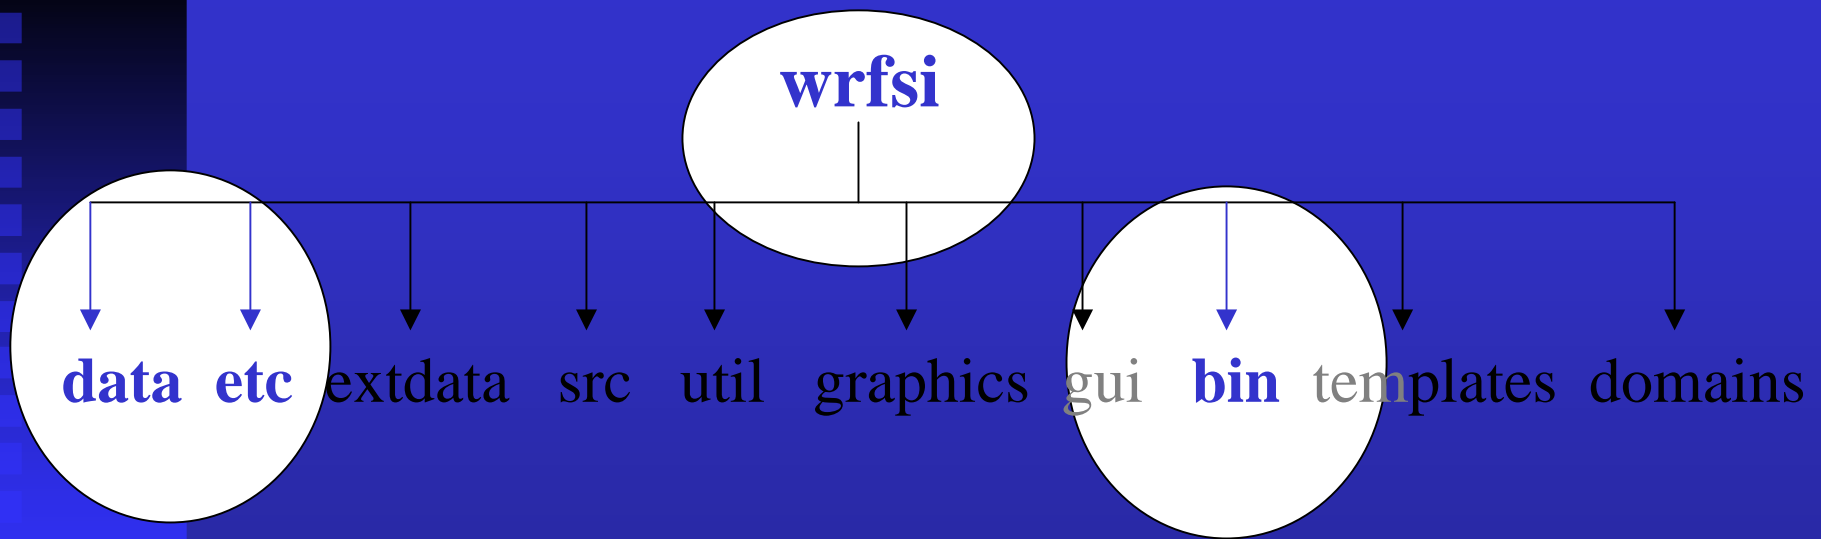 wrfsi
data etc extdata src util graphics gui bin templates domains